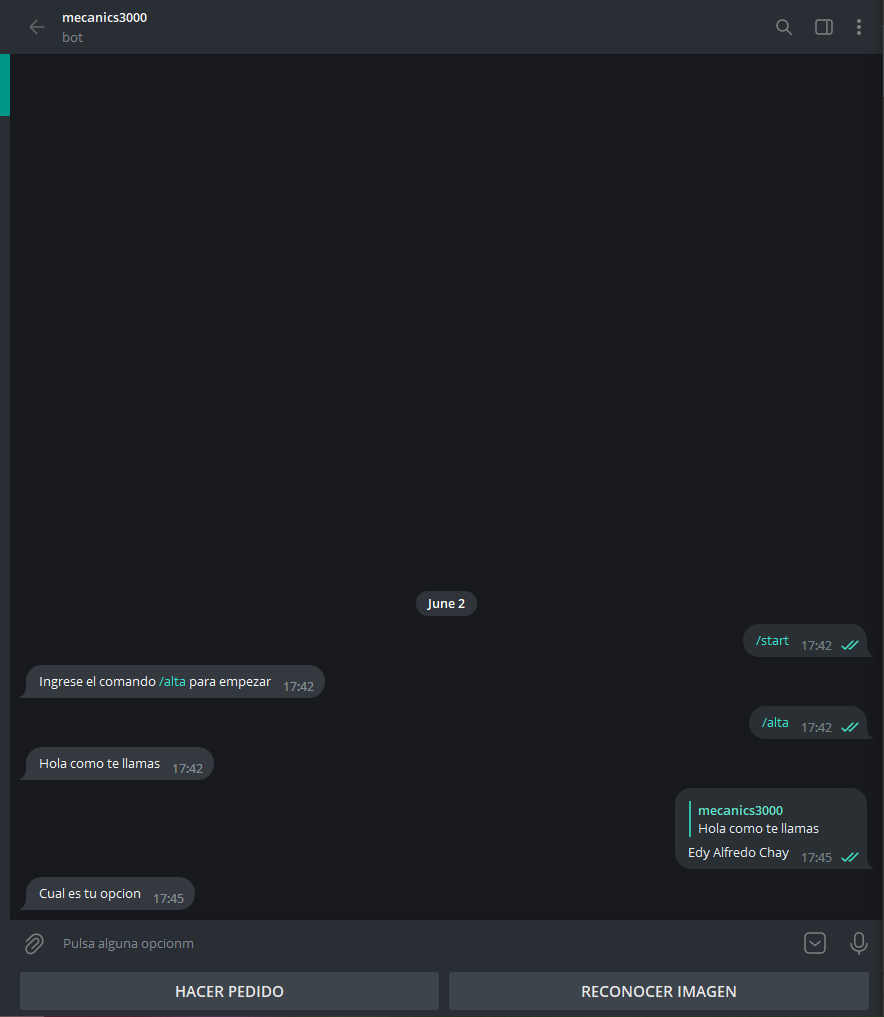 mecanics3000
bot
June 2
/start 17:42
Ingrese el comando /alta para empezar 17:42
/alta 17:42
Hola como te llamas 17:42
mecanics3000
Hola como te llamas
Edy Alfredo Chay 17:45
Cual es tu opcion 17:45
Pulsa alguna opcionm
HACER PEDIDO RECONOCER IMAGEN